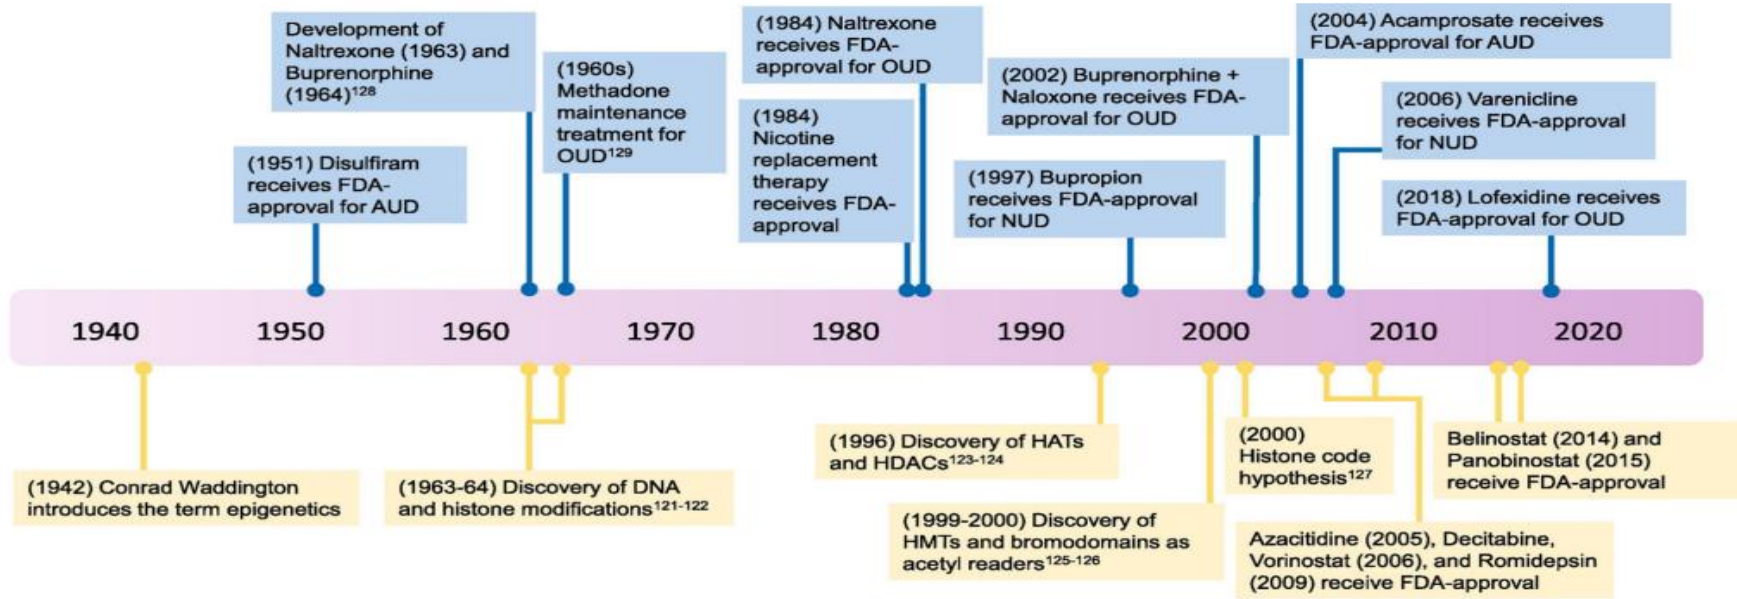 Development of
Naltrexone (1963) and
Buprenorphine
(1964)128
(1951) Disulfiram
receives FDA-
approval for AUD
(1960s)
Methadone
maintenance
treatment for
OUD129
(1984) Naltrexone
receives FDA-
approval for OUD
(1984)
Nicotine
replacement
therapy
receives FDA-
approval
(2002) Buprenorphine +
Naloxone receives FDA-
approval for OUD
(1997) Bupropion
receives FDA-approval
for NUD
(2004) Acamprosate receives
FDA-approval for AUD
(2006) Varenicline
receives FDA-approval
for NUD
(2018) Lofexidine receives
FDA-approval for OUD
1940 1950 1960 1970 1980 1990 2000 2010 2020
(1942) Conrad Waddington
introduces the term epigenetics
(1963-64) Discovery of DNA
and histone modifications121-122
(1996) Discovery of HATs
and HDACs123-124
(1999-2000) Discovery of
HMTs and bromodomains as
acetyl readers125-126
(2000)
Histone code
hypothesis127
Azacitidine (2005), Decitabine,
Vorinostat (2006), and Romidepsin
(2009) receive FDA-approval
Belinostat (2014) and
Panobinostat (2015)
receive FDA-approval